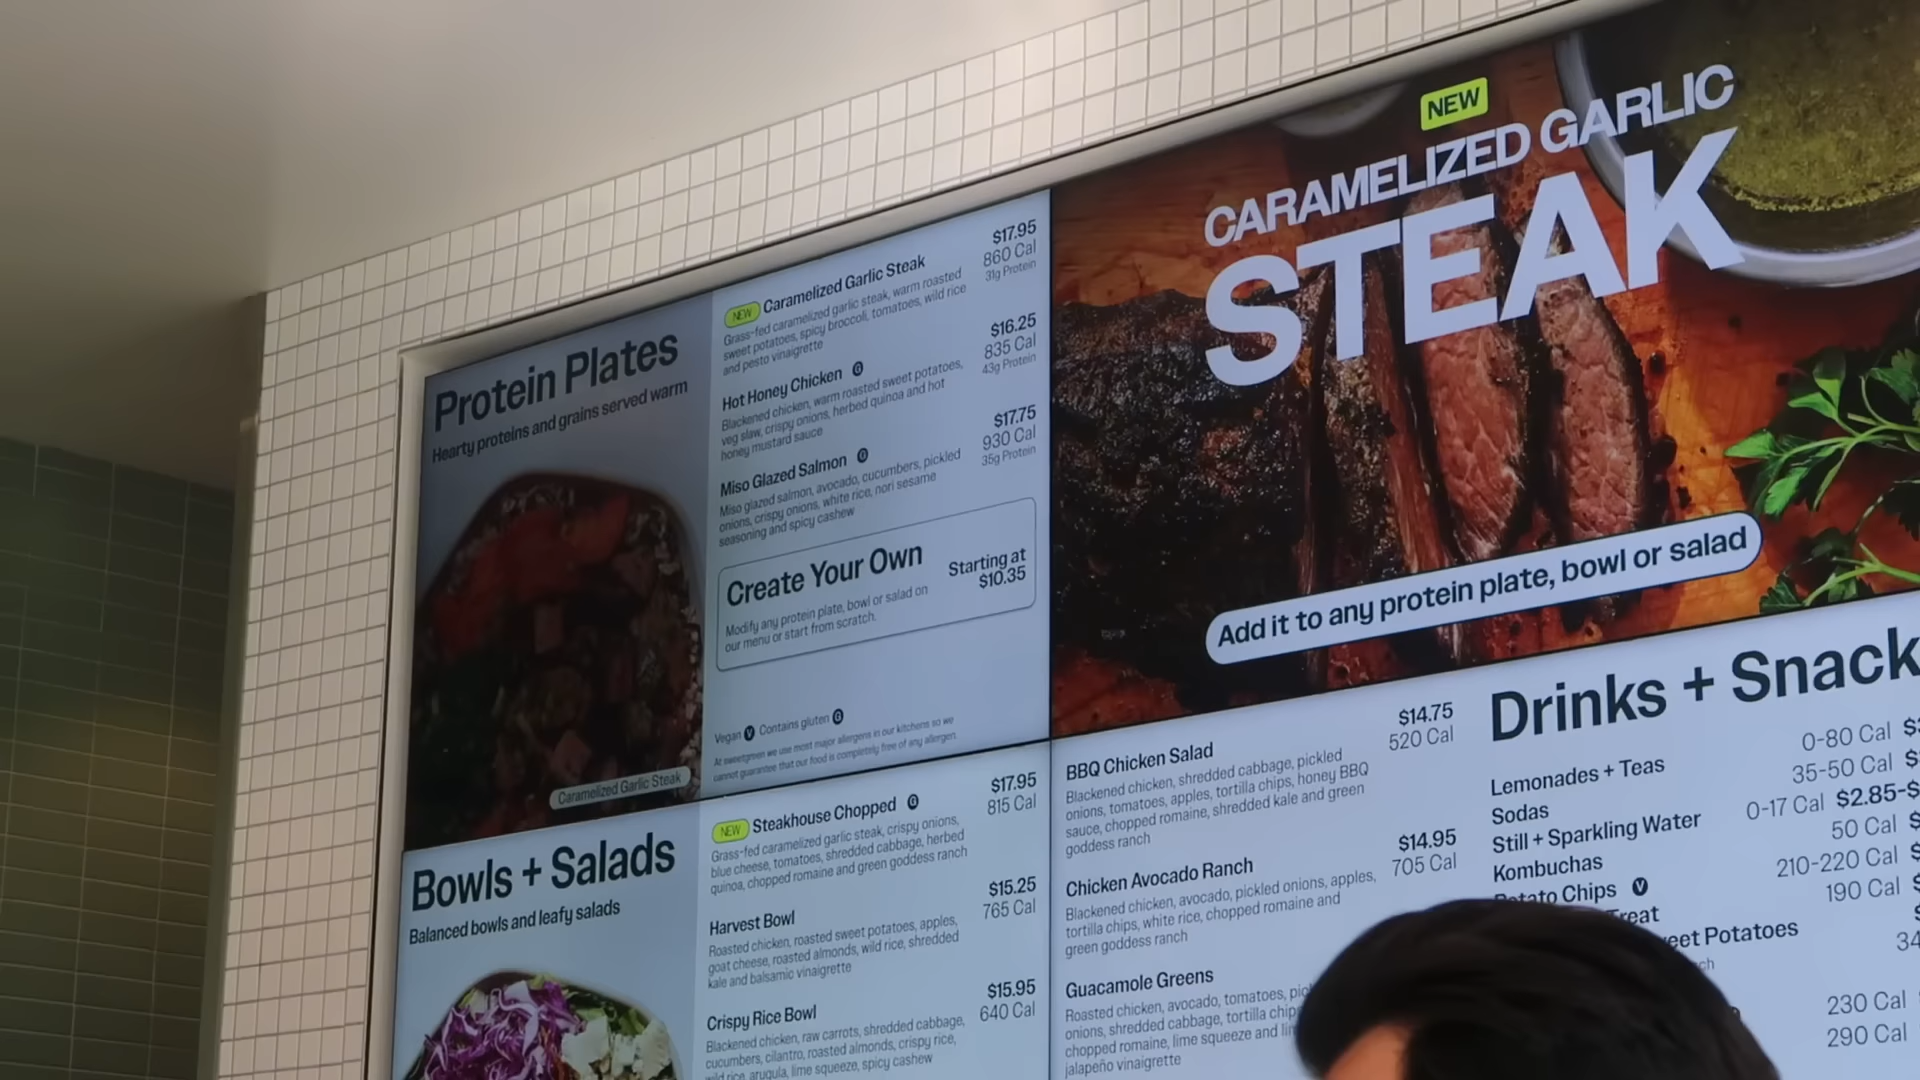 NEW
CARAMELIZED GARLIC
STEAK
Add it to any protein plate, bowl or salad
Protein Plates
Hearty proteins and grains served warm
Caramelized Garlic Steak
NEW Caramelized Garlic Steak
$17.95
860 Cal
31g Protein
Grass-fed caramelized garlic steak, warm roasted
sweet potatoes, spicy broccoli, tomatoes, wild rice
and pesto vinaigrette
Hot Honey Chicken G
$16.25
835 Cal
43g Protein
Blackened chicken, warm roasted sweet potatoes,
veg slaw, crispy onions, herbed quinoa and hot
honey mustard sauce
Miso Glazed Salmon G
$17.75
930 Cal
35g Protein
Miso glazed salmon, avocado, cucumbers, pickled
onions, crispy onions, white rice, nori sesame
seasoning and spicy cashew
Create Your Own
Starting at
$10.35
Modify any protein plate, bowl or salad on
our menu or start from scratch.
Vegan V Contains gluten G
At sweetgreen we use most major allergens in our kitchens so we
cannot guarantee that our food is completely free of any allergen.
Bowls + Salads
Balanced bowls and leafy salads
NEW Steakhouse Chopped G
$17.95
815 Cal
Grass-fed caramelized garlic steak, crispy onions,
blue cheese, tomatoes, shredded cabbage, herbed
quinoa, chopped romaine and green goddess ranch
Harvest Bowl
$15.25
765 Cal
Roasted chicken, roasted sweet potatoes, apples,
goat cheese, roasted almonds, wild rice, shredded
kale and balsamic vinaigrette
Crispy Rice Bowl
$15.95
640 Cal
Blackened chicken, raw carrots, shredded cabbage,
cucumbers, cilantro, roasted almonds, crispy rice,
wild rice, arugula, lime squeeze, spicy cashew
BBQ Chicken Salad
$14.75
520 Cal
Blackened chicken, shredded cabbage, pickled
onions, tomatoes, apples, tortilla chips, honey BBQ
sauce, chopped romaine, shredded kale and green
goddess ranch
Chicken Avocado Ranch
$14.95
705 Cal
Blackened chicken, avocado, pickled onions, apples,
tortilla chips, white rice, chopped romaine and
green goddess ranch
Guacamole Greens
Roasted chicken, avocado, tomatoes,
onions, shredded cabbage, tortilla
chopped romaine, lime squeeze and
jalapeño vinaigrette
Drinks + Snack
Lemonades + Teas 0-80 Cal
Sodas 35-50 Cal
Still + Sparkling Water 0-17 Cal $2.85-$
Kombuchas 50 Cal
Potato Chips V 210-220 Cal
Treat 190 Cal
Potatoes
34
230 Cal
290 Cal